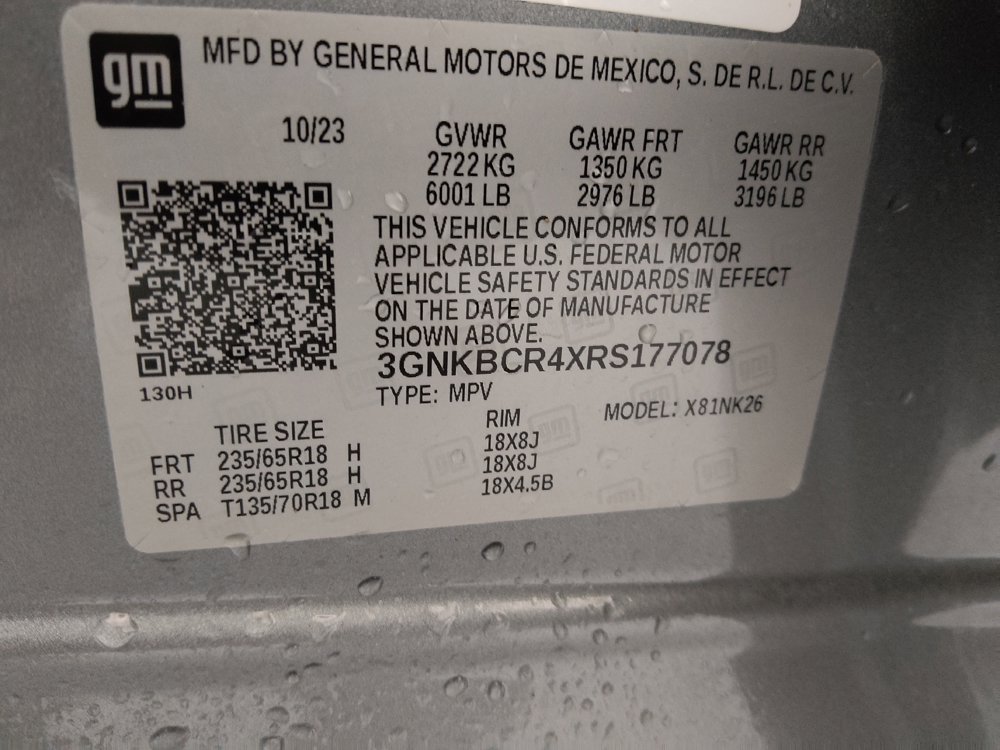 gm
MFD BY GENERAL MOTORS DE MEXICO, S. DE R.L. DE C.V.
10/23 GVWR GAWR FRT GAWR RR
2722 KG 1350 KG 1450 KG
6001 LB 2976 LB 3196 LB
THIS VEHICLE CONFORMS TO ALL
APPLICABLE U.S. FEDERAL MOTOR
VEHICLE SAFETY STANDARDS IN EFFECT
ON THE DATE OF MANUFACTURE
SHOWN ABOVE.
3GNKBCR4XRS177078
130H
TYPE: MPV MODEL: X81NK26
TIRE SIZE RIM
FRT 235/65R18 H 18X8J
RR 235/65R18 H 18X8J
SPA T135/70R18 M 18X4.5B